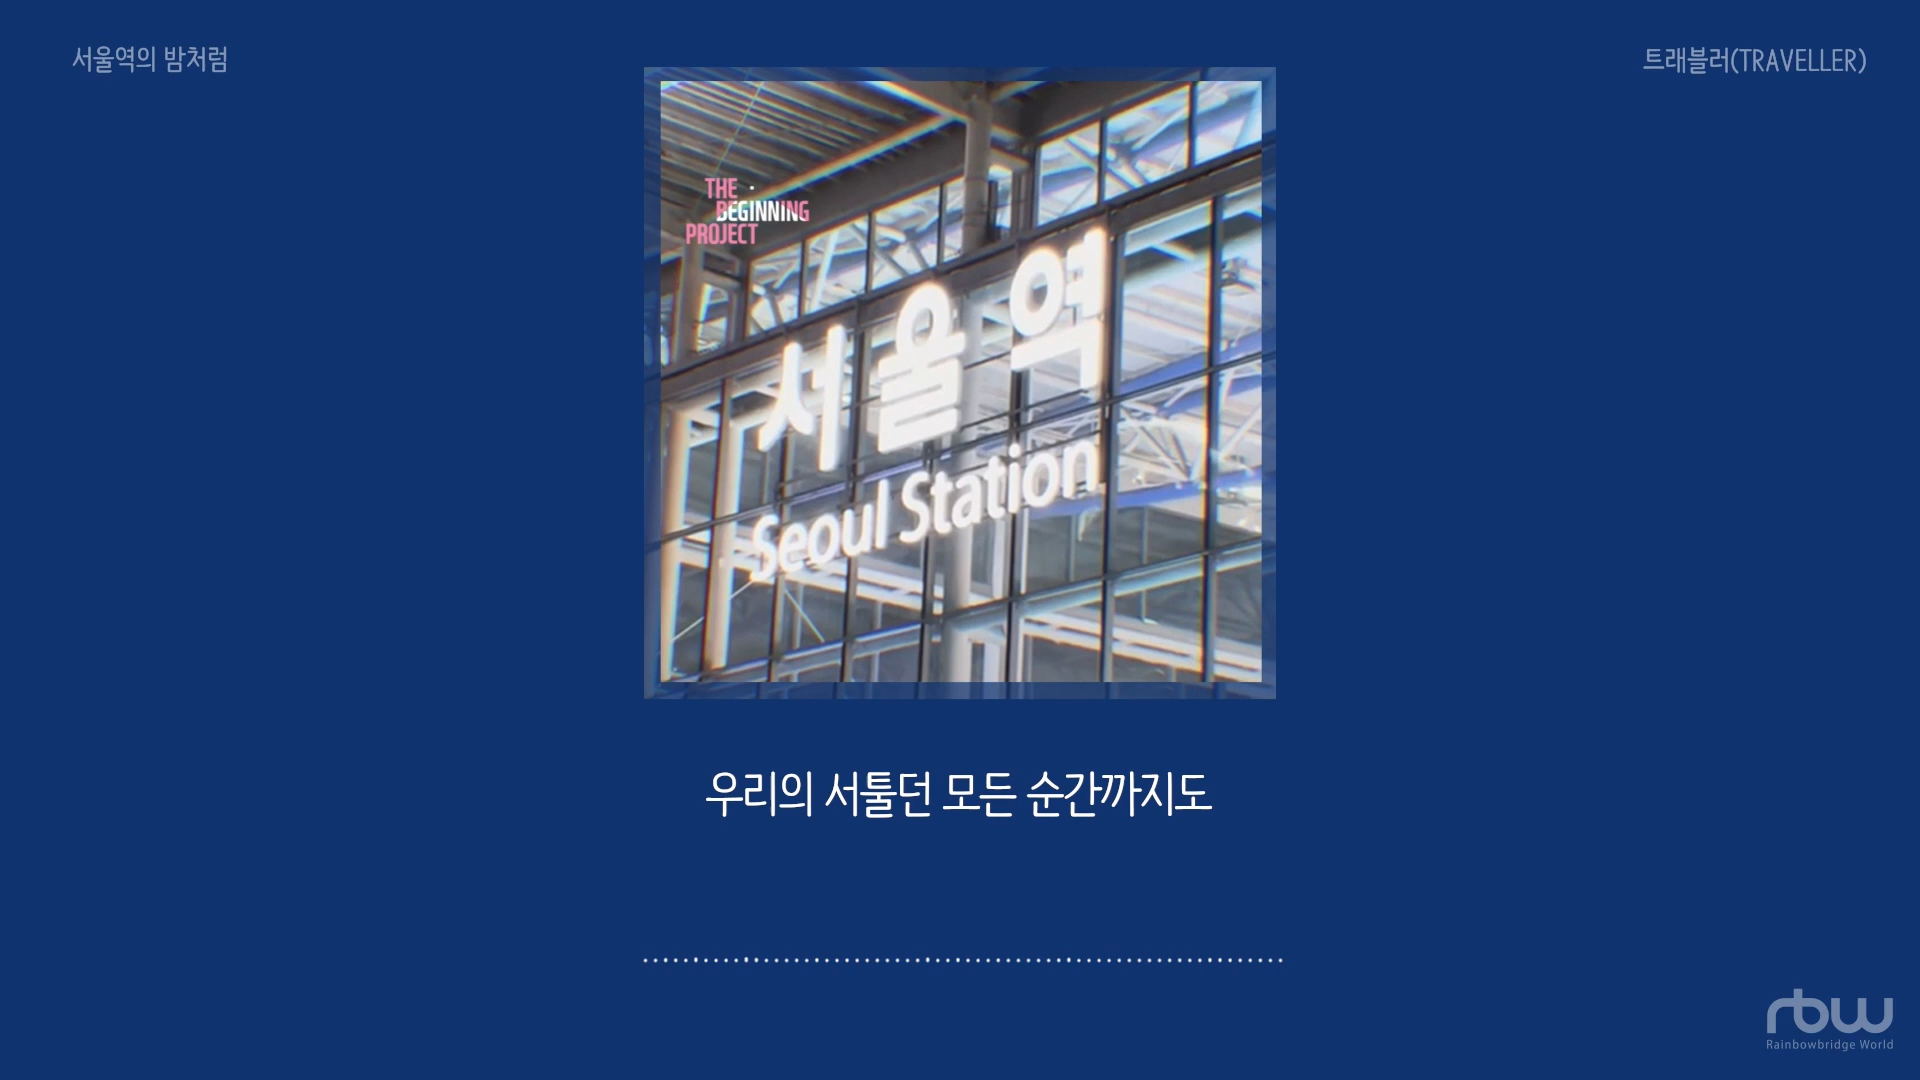 서울역의 밤처럼
트래블러(TRAVELLER)
THE
BEGINNING
PROJECT
서울역
Seoul Station
우리의 서툴던 모든 순간까지도
rbw
Rainbowbridge World